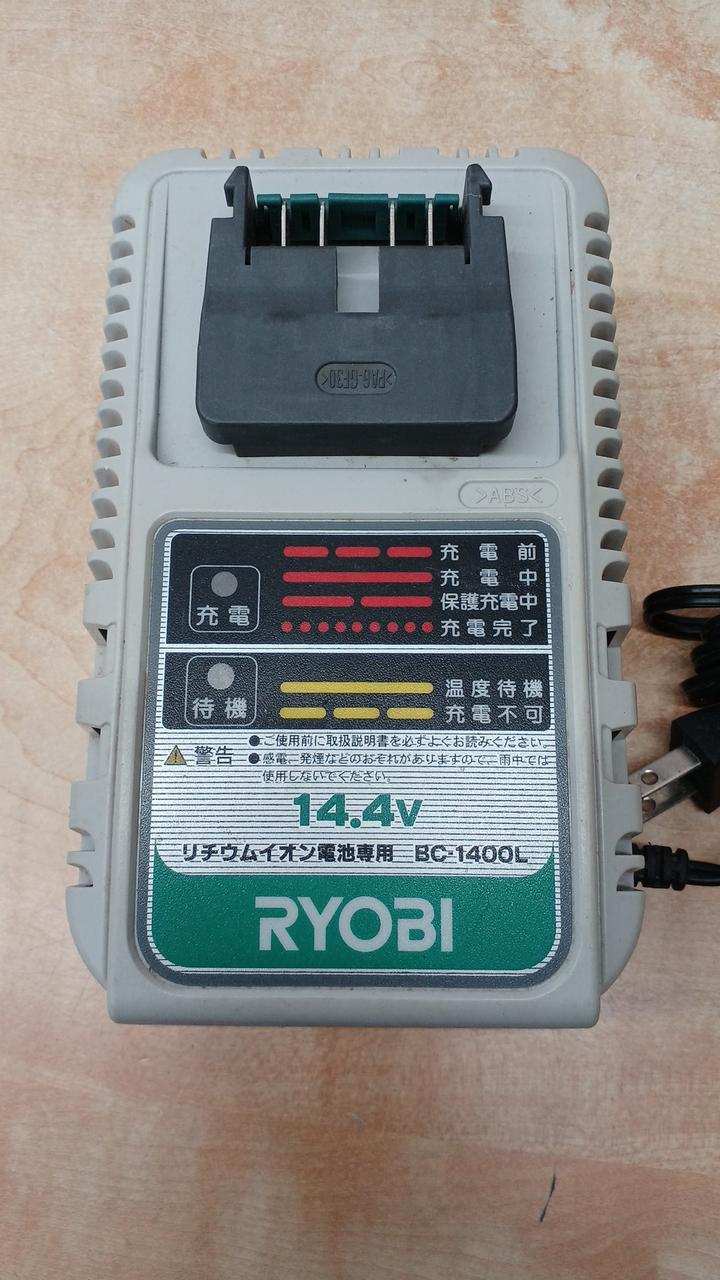 >PA6-GF30<
>ABS<
充電前
充電中
保護充電中
充電完了
充電
温度待機
充電不可
待機
警告
●ご使用前に取扱説明書を必ずよくお読みください。
●感電、発煙などのおそれがありますので、雨中では
使用しないでください。
14.4V
リチウムイオン電池専用 BC-1400L
RYOBI